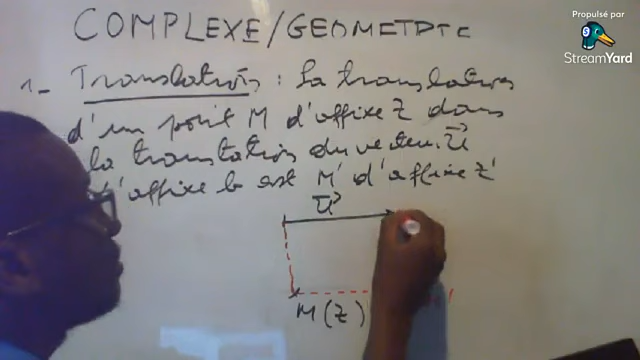 COMPLEXE/GEOMETRIE
Propulsé par
StreamYard
1- Translation : La translation
d'un point M d'affixe Z dans
la translation du vecteur U
d'affixe b est M' d'affixe z'
U
M(Z)